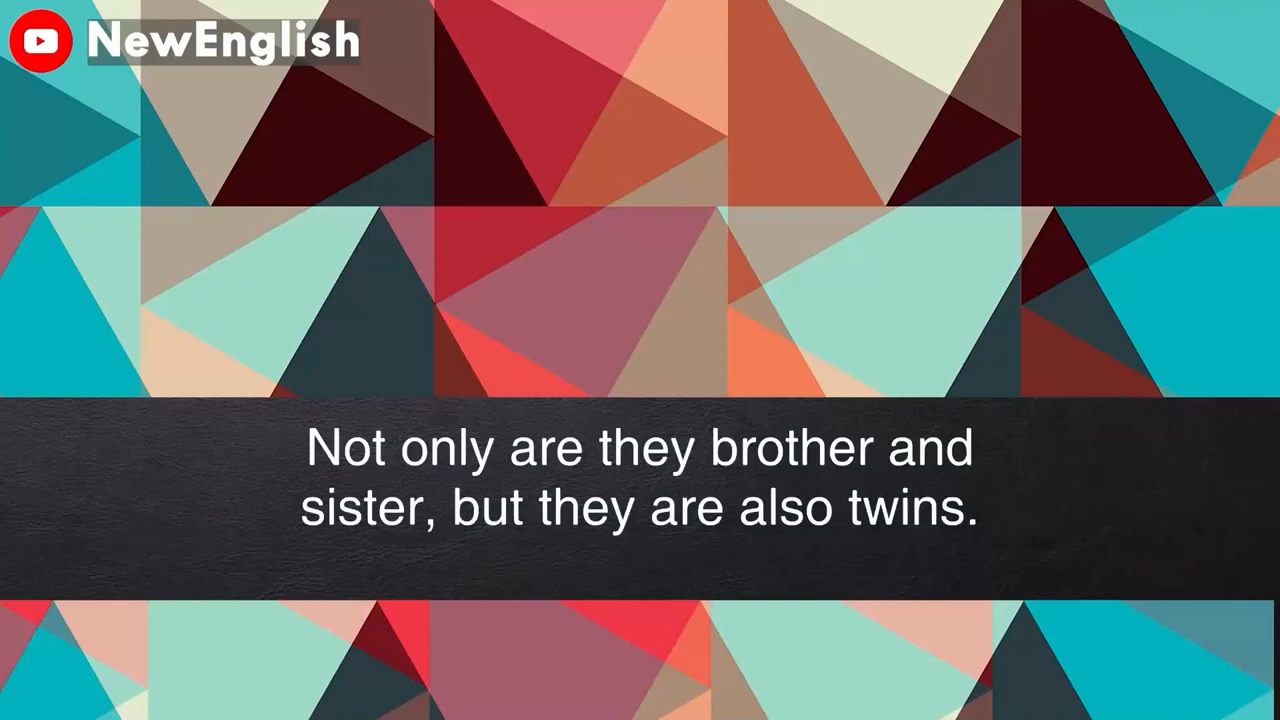 NewEnglish
Not only are they brother and
sister, but they are also twins.